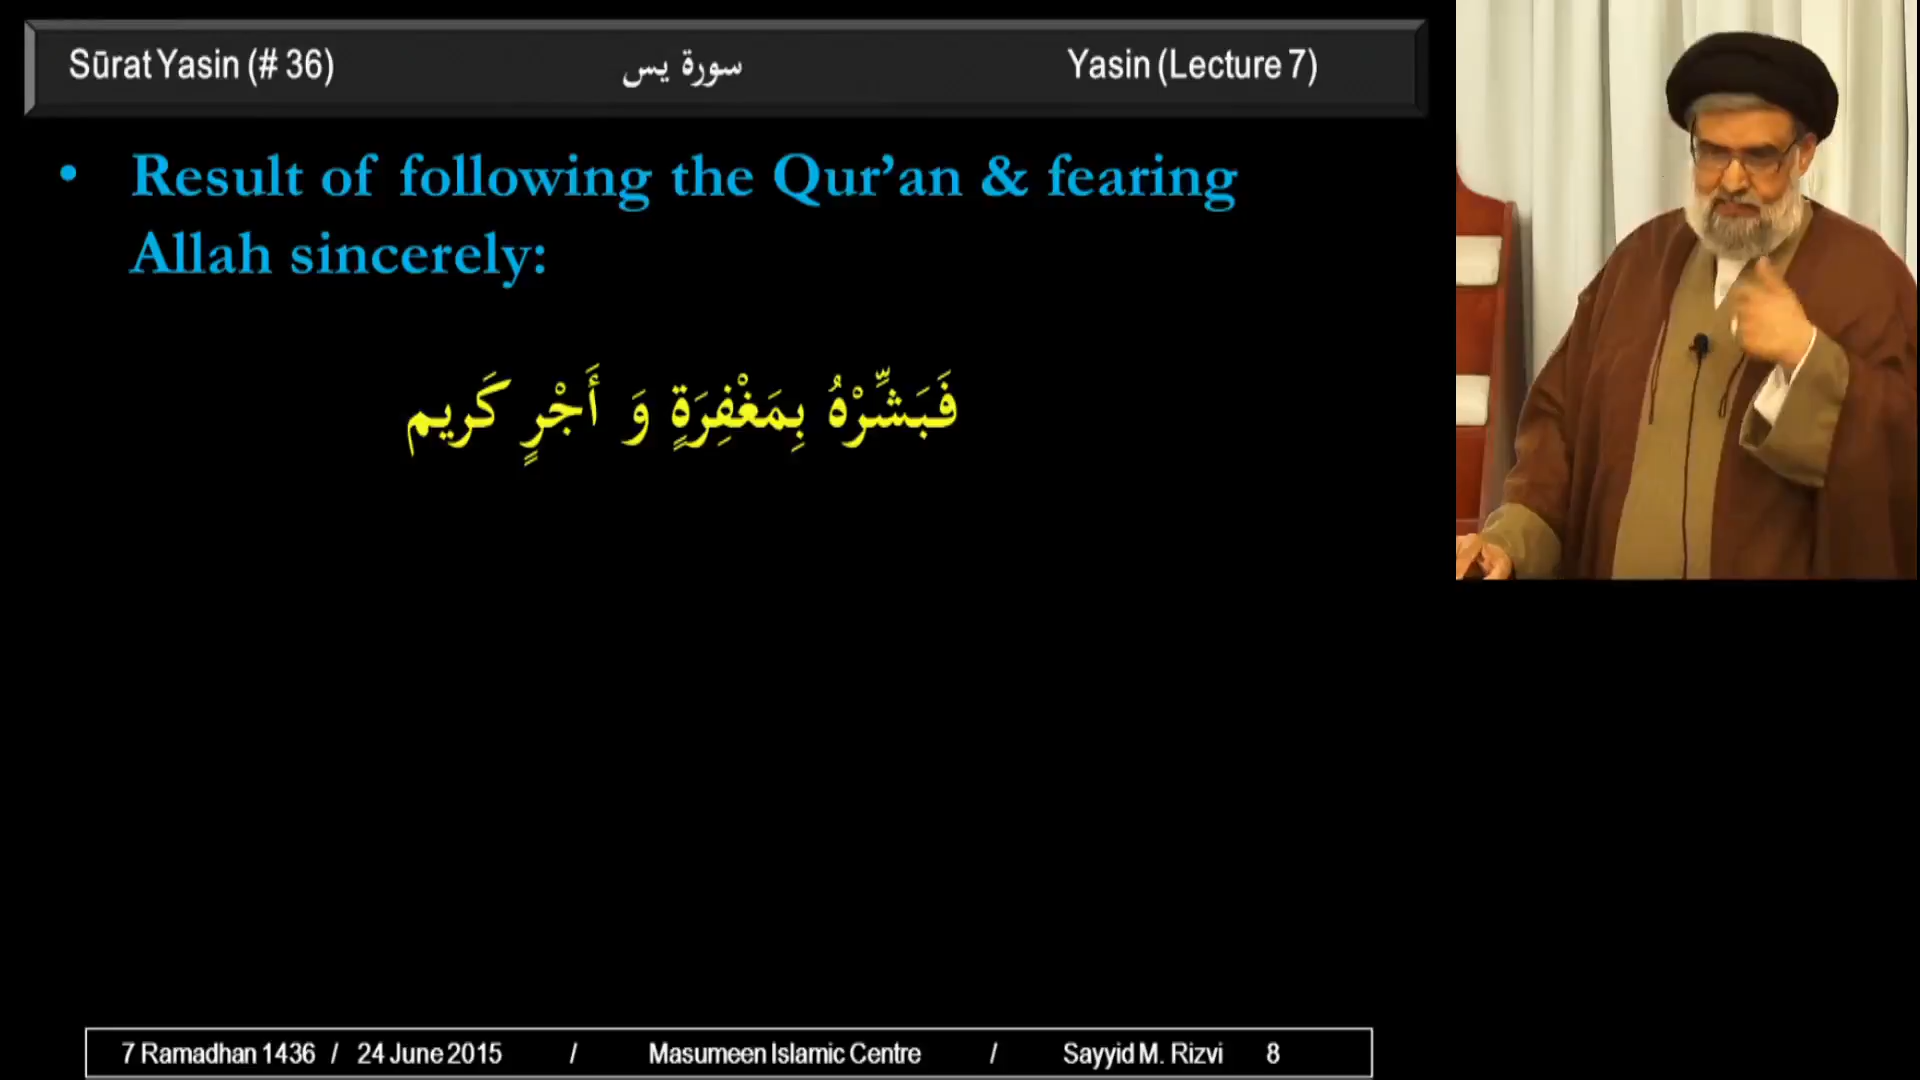 Sūrat Yasin (# 36) سورة يس Yasin (Lecture 7)
• Result of following the Qur’an & fearing
Allah sincerely:
فَبَشِّرْهُ بِمَغْفِرَةٍ وَ أَجْرٍ كَريم
7 Ramadhan 1436 / 24 June 2015 / Masumeen Islamic Centre / Sayyid M. Rizvi 8